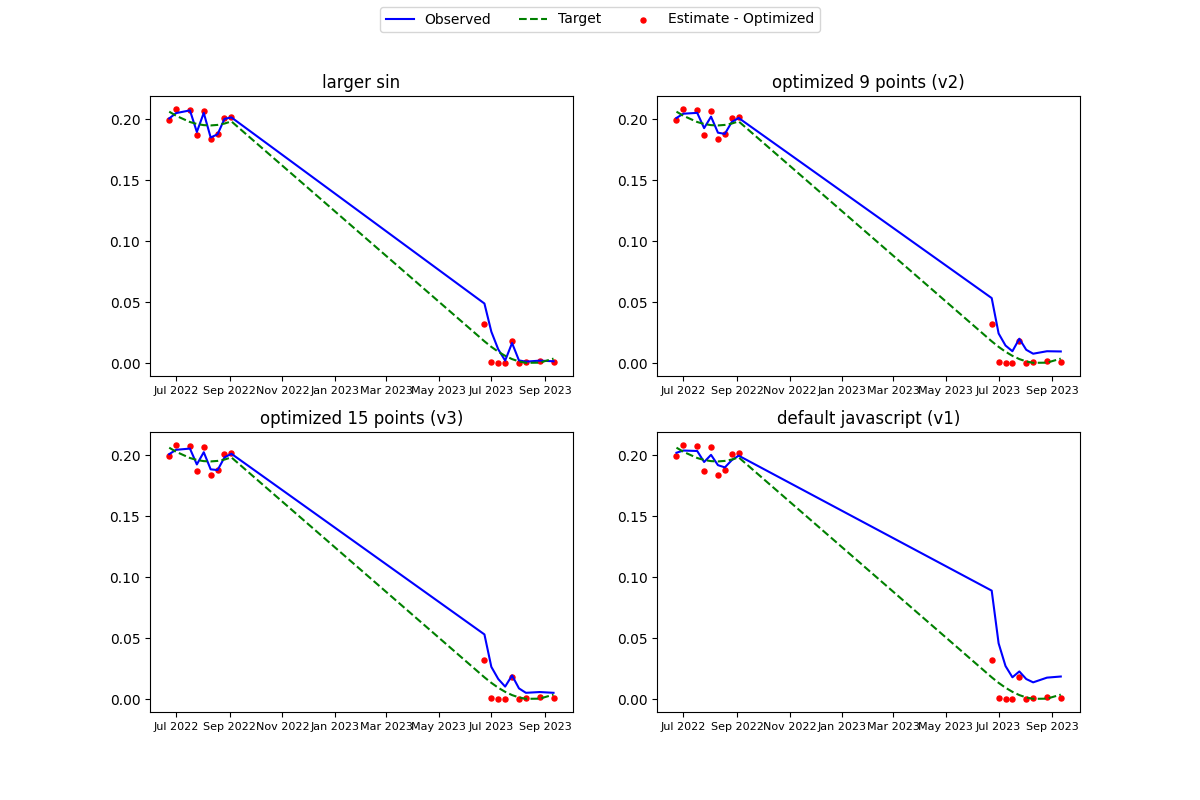 Observed Target Estimate - Optimized
larger sin
0.20
0.15
0.10
0.05
0.00
Jul 2022 Sep 2022 Nov 2022 Jan 2023 Mar 2023 May 2023 Jul 2023 Sep 2023
optimized 9 points (v2)
0.20
0.15
0.10
0.05
0.00
Jul 2022 Sep 2022 Nov 2022 Jan 2023 Mar 2023 May 2023 Jul 2023 Sep 2023
optimized 15 points (v3)
0.20
0.15
0.10
0.05
0.00
Jul 2022 Sep 2022 Nov 2022 Jan 2023 Mar 2023 May 2023 Jul 2023 Sep 2023
default javascript (v1)
0.20
0.15
0.10
0.05
0.00
Jul 2022 Sep 2022 Nov 2022 Jan 2023 Mar 2023 May 2023 Jul 2023 Sep 2023